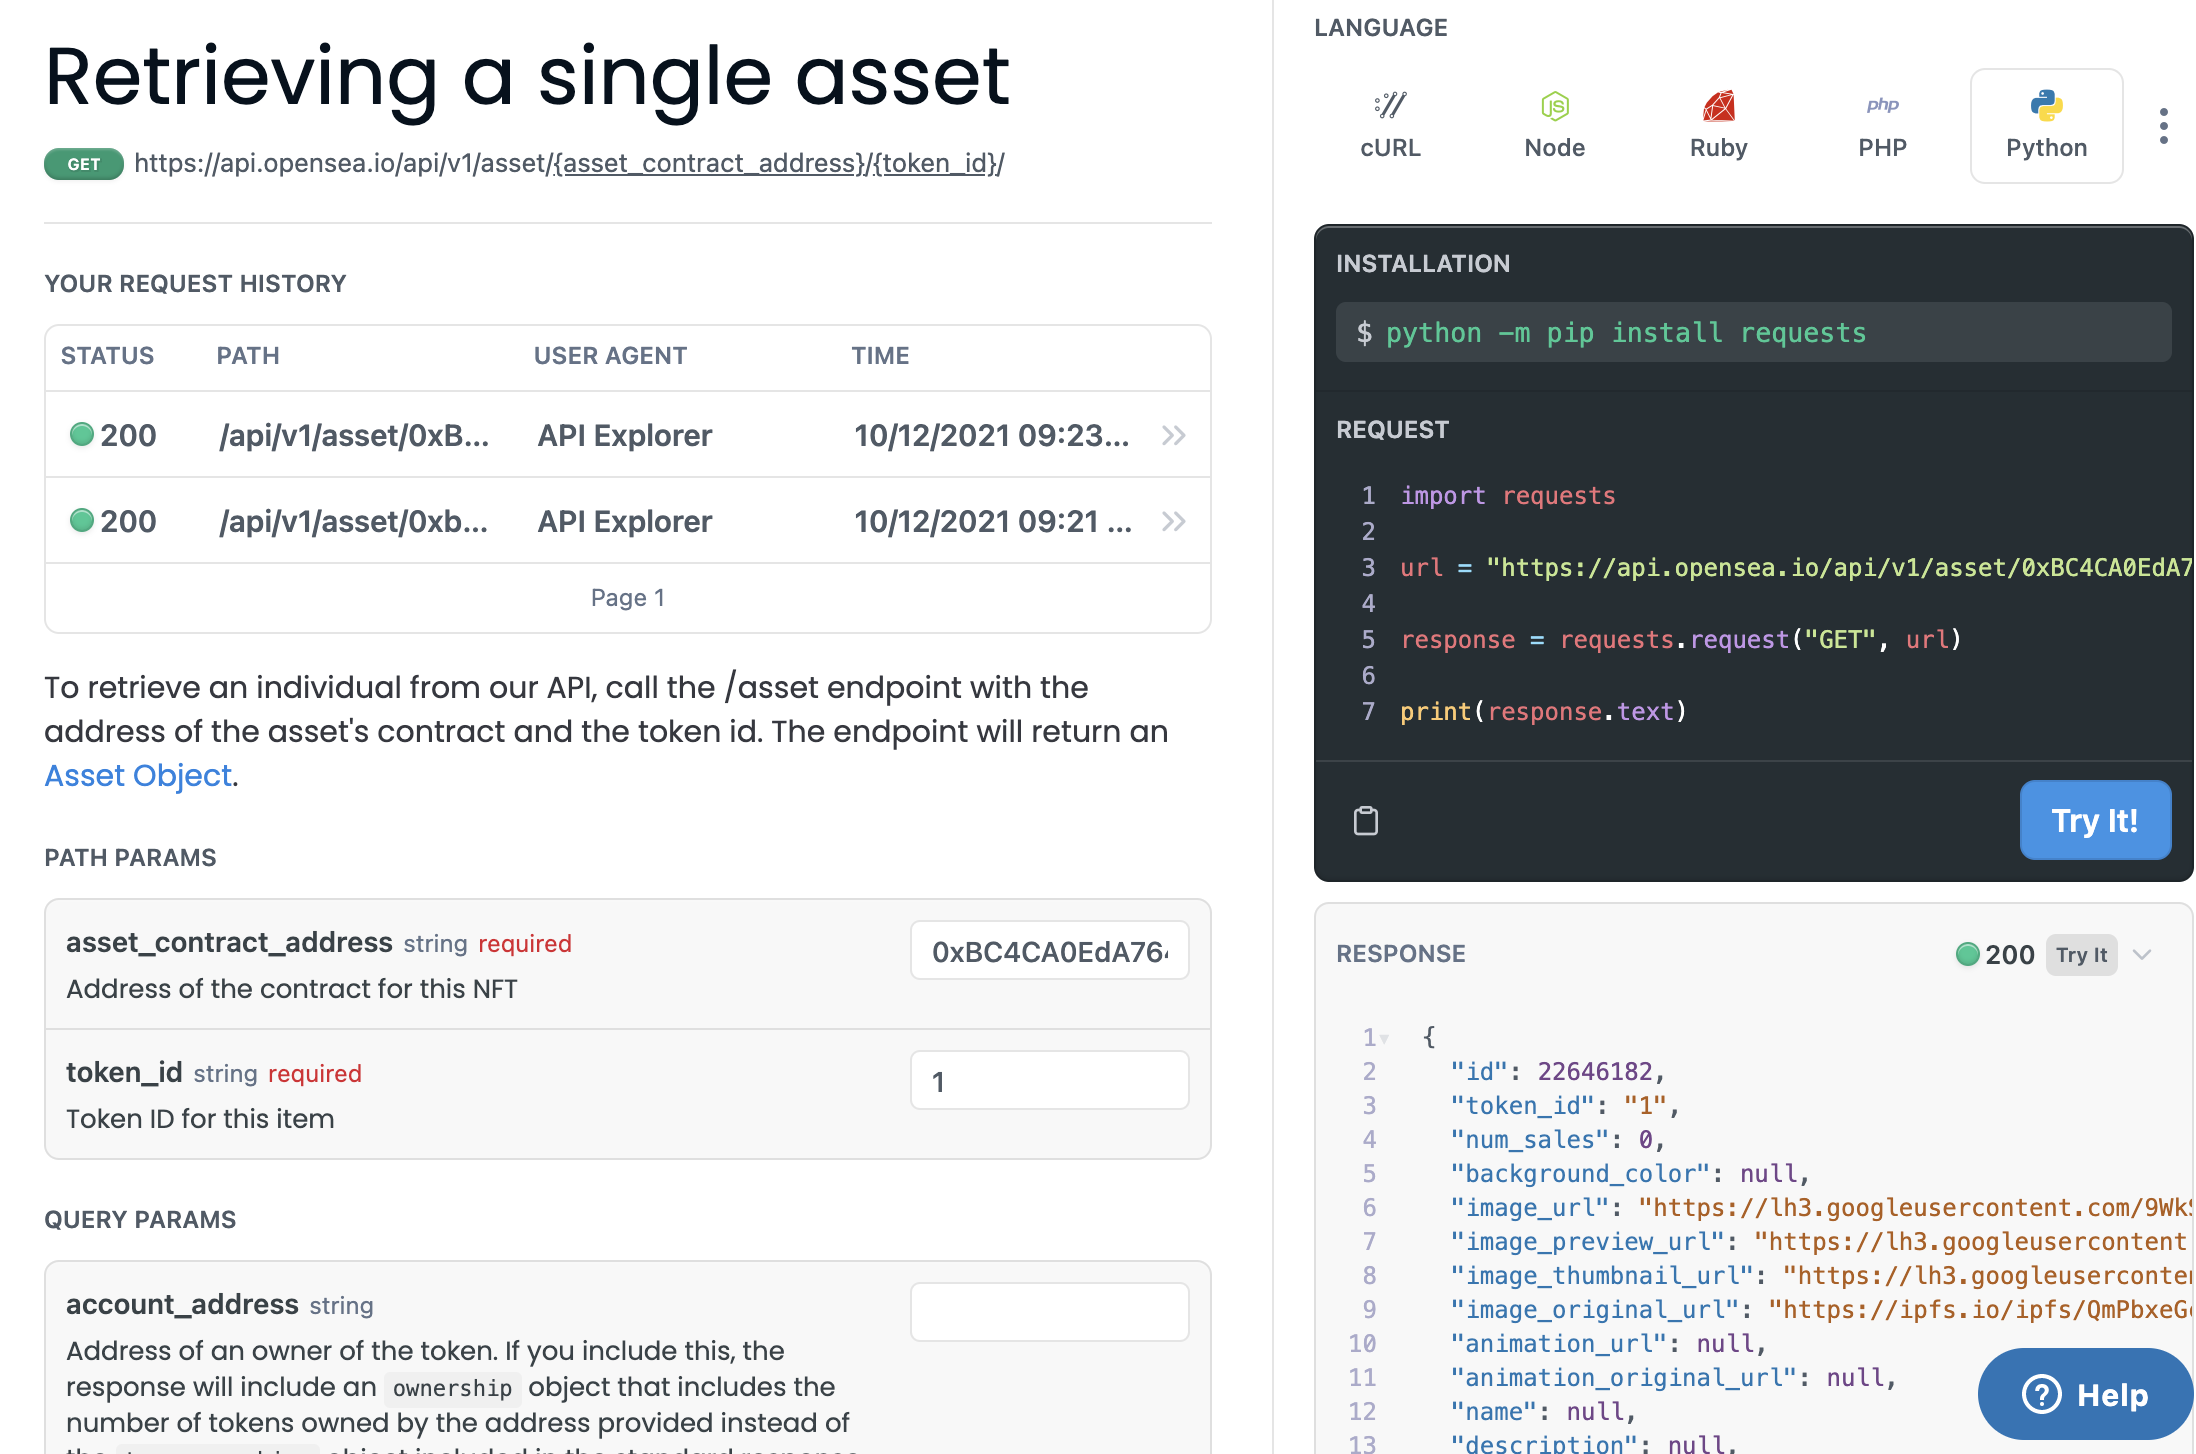 Retrieving a single asset
GET https://api.opensea.io/api/v1/asset/{asset_contract_address}/{token_id}/
YOUR REQUEST HISTORY
STATUS PATH USER AGENT TIME
200 /api/v1/asset/0xB... API Explorer 10/12/2021 09:23...
200 /api/v1/asset/0xb... API Explorer 10/12/2021 09:21 ...
Page 1
To retrieve an individual from our API, call the /asset endpoint with the
address of the asset's contract and the token id. The endpoint will return an
Asset Object.
PATH PARAMS
asset_contract_address string required
0xBC4CA0EdA764
Address of the contract for this NFT
token_id string required
1
Token ID for this item
QUERY PARAMS
account_address string
Address of an owner of the token. If you include this, the
response will include an ownership object that includes the
number of tokens owned by the address provided instead of
object included in the standard response
LANGUAGE
cURL Node Ruby PHP Python
INSTALLATION
$ python -m pip install requests
REQUEST
1 import requests
2
3 url = "https://api.opensea.io/api/v1/asset/0xBC4CA0EdA7
4
5 response = requests.request("GET", url)
6
7 print(response.text)
Try It!
RESPONSE
200 Try It
1 {
2 "id": 22646182,
3 "token_id": "1",
4 "num_sales": 0,
5 "background_color": null,
6 "image_url": "https://lh3.googleusercontent.com/9WkS
7 "image_preview_url": "https://lh3.googleusercontent
8 "image_thumbnail_url": "https://lh3.googleuserconten
9 "image_original_url": "https://ipfs.io/ipfs/QmPbxeG
10 "animation_url": null,
11 "animation_original_url": null,
12 "name": null,
13 "description": null,
Help